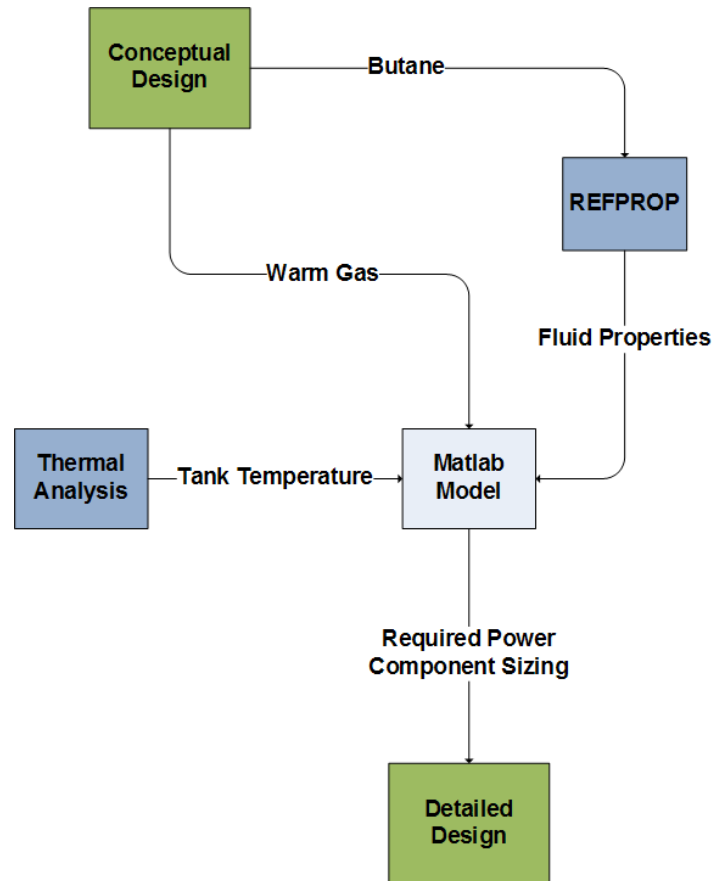 Conceptual
Design
Butane
REFPROP
Warm Gas
Fluid Properties
Thermal
Analysis
Tank Temperature
Matlab
Model
Required Power
Component Sizing
Detailed
Design